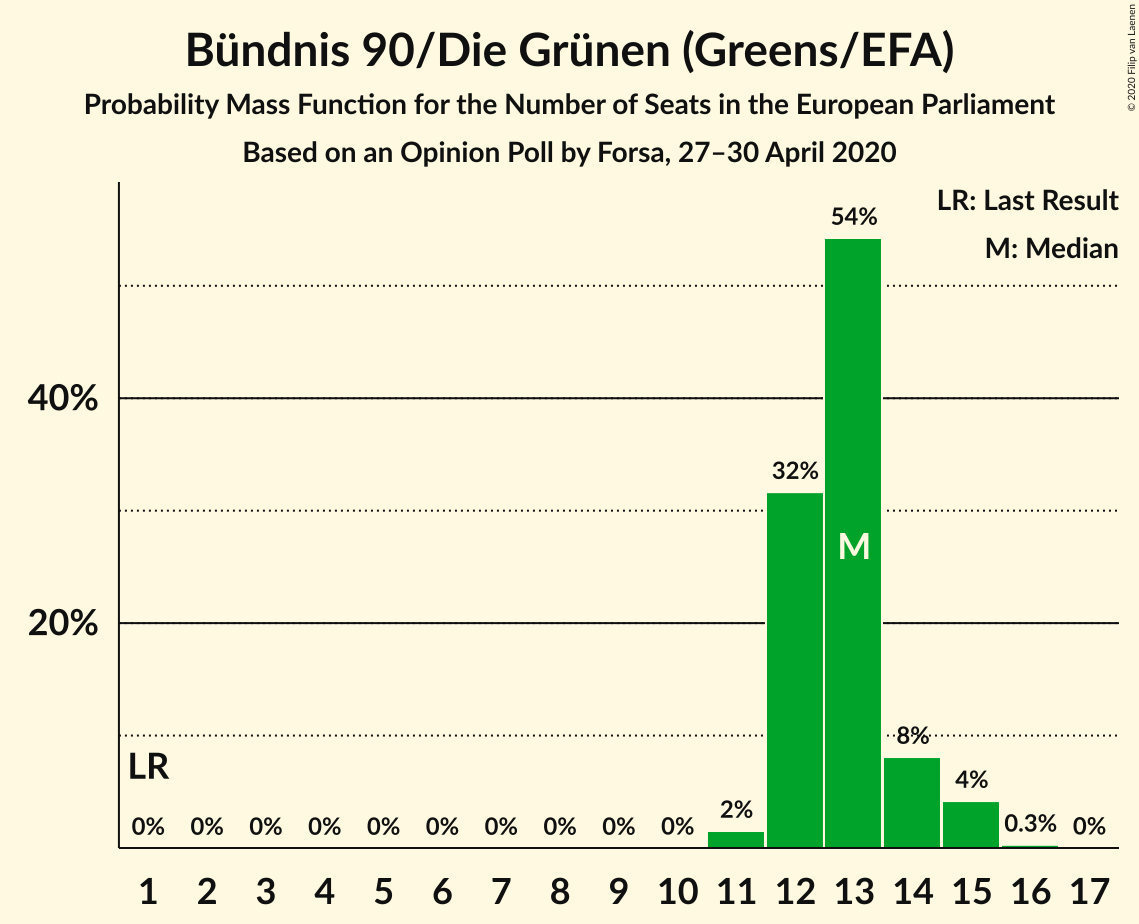 Bündnis 90/Die Grünen (Greens/EFA)
Probability Mass Function for the Number of Seats in the European Parliament
Based on an Opinion Poll by Forsa, 27–30 April 2020
© 2020 Filip van Laenen
LR: Last Result
M: Median
54%
40%
32%
M
20%
LR
8%
4%
2%
0.3%
0% 0% 0% 0% 0% 0% 0% 0% 0% 0% 0%
1 2 3 4 5 6 7 8 9 10 11 12 13 14 15 16 17